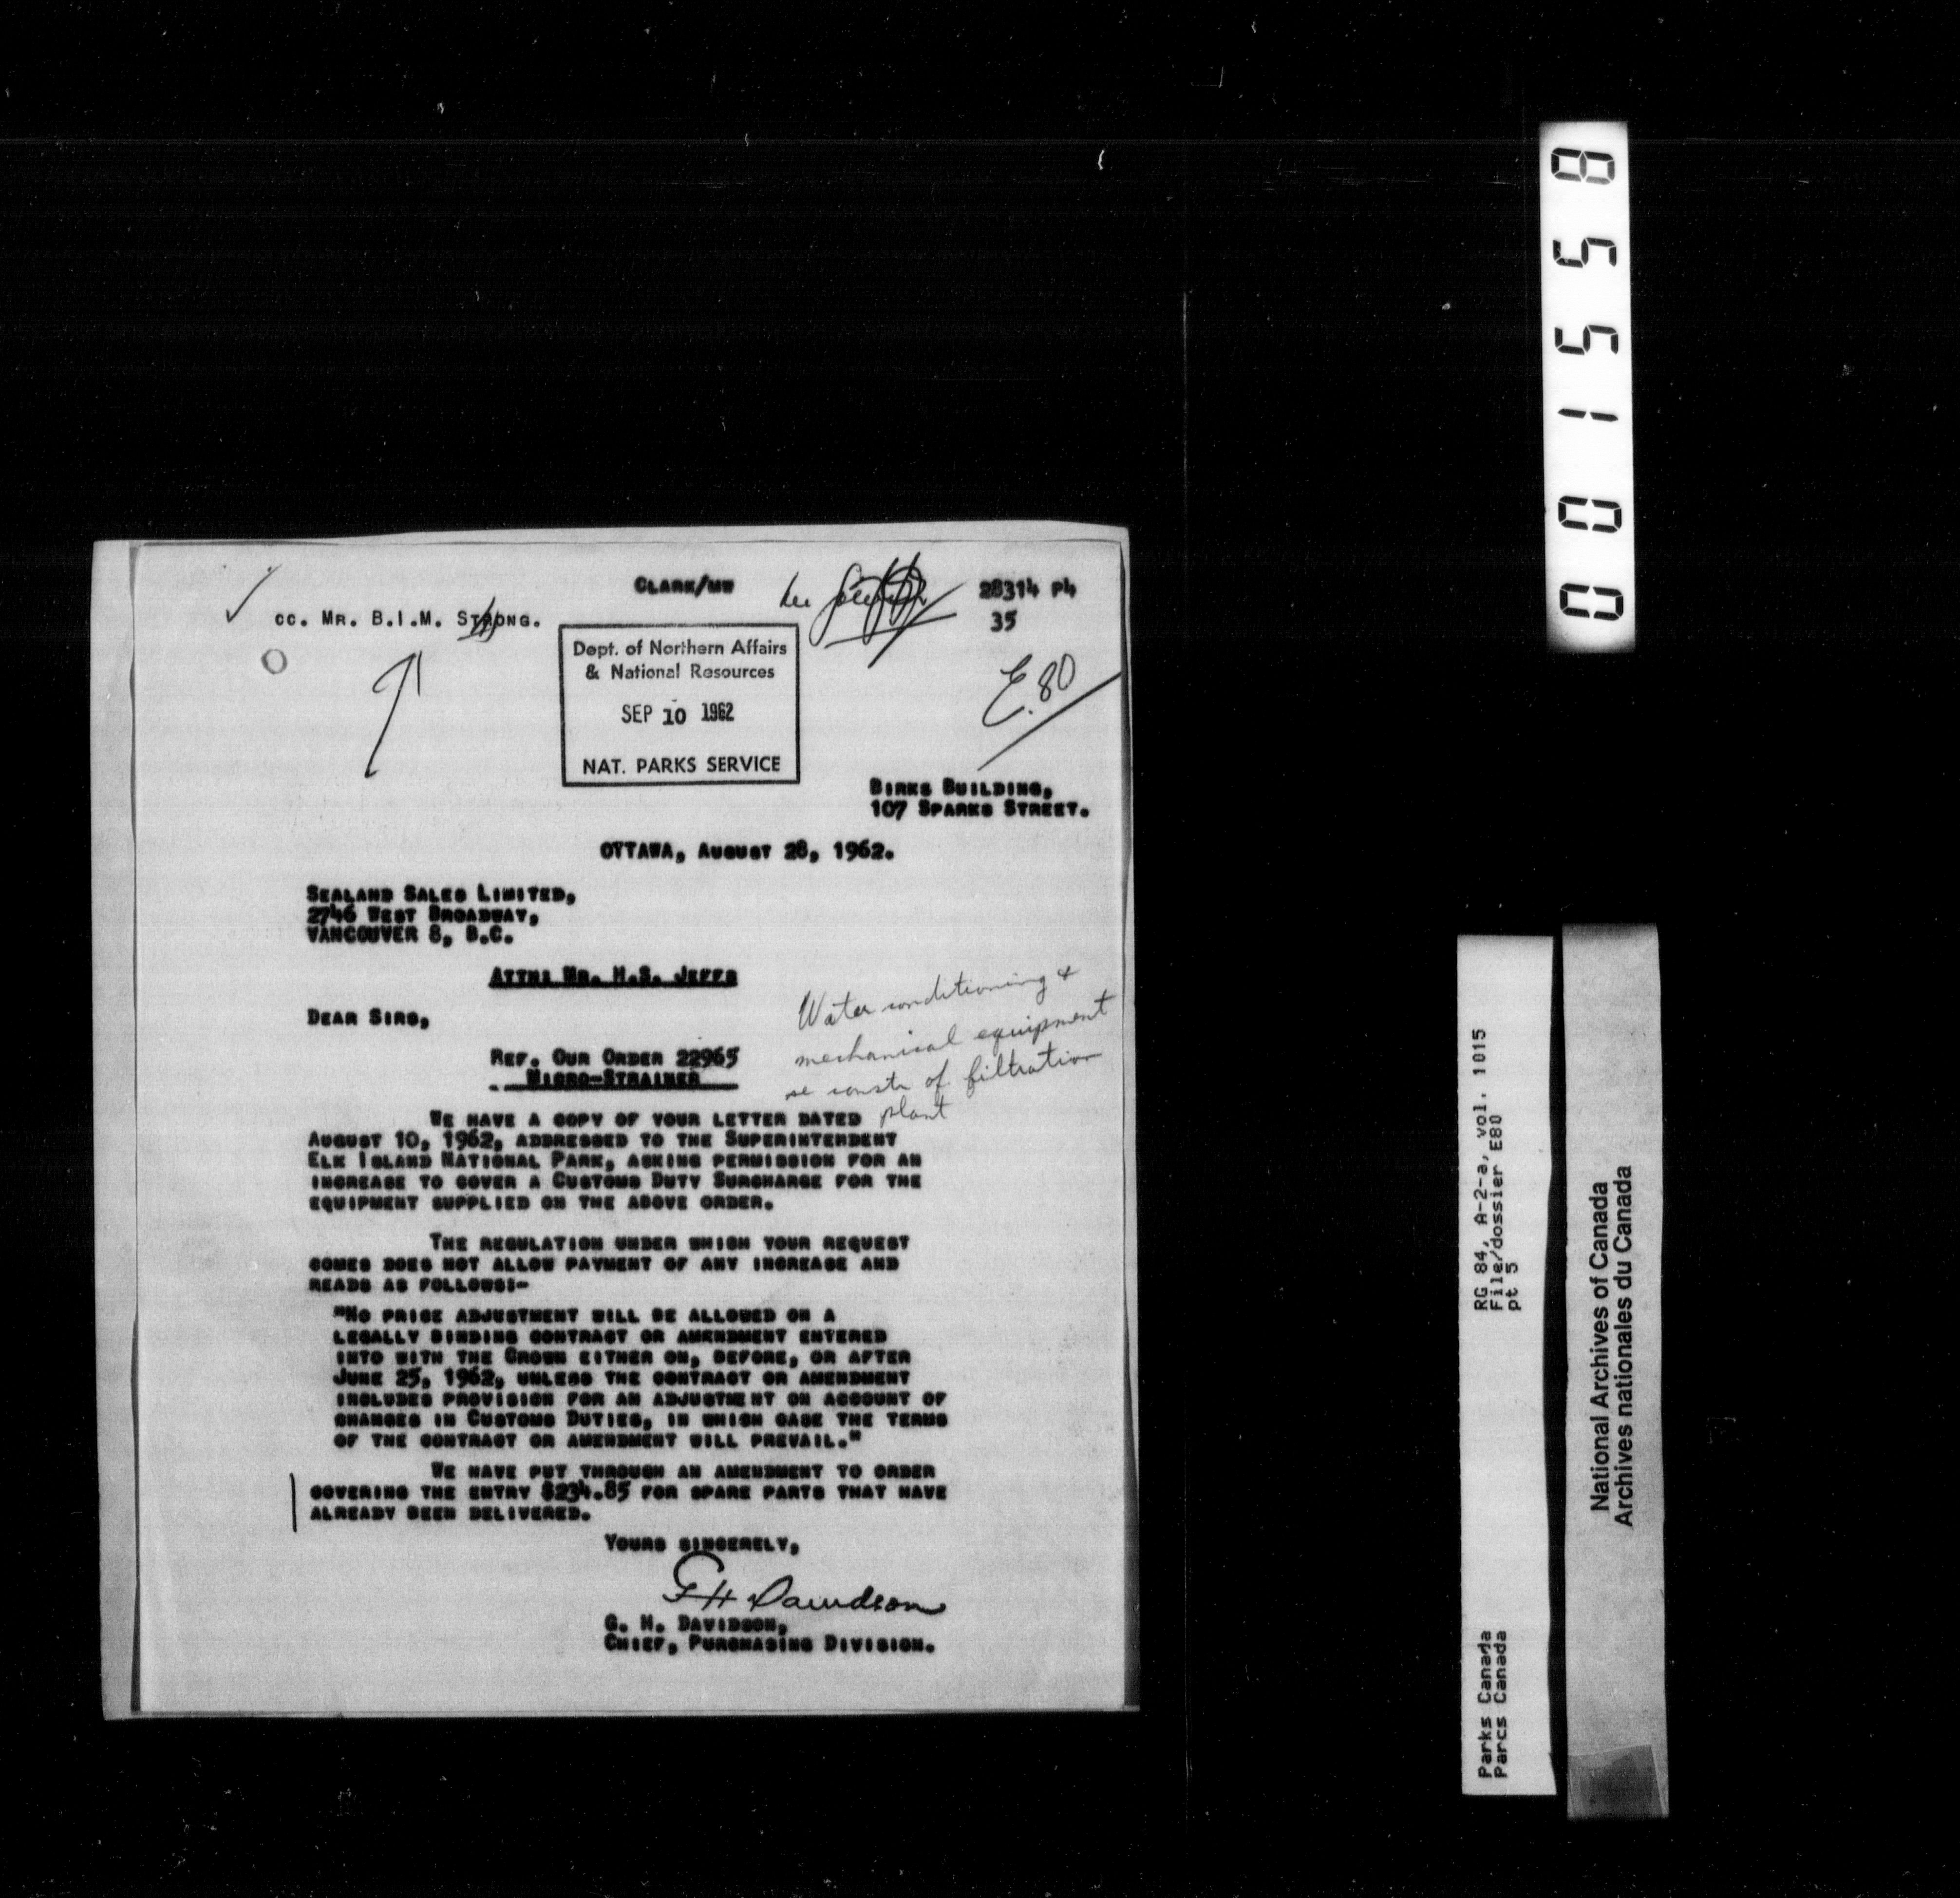 CLARK/MW
28314 P4
CC. MR. B.I.M. STRONG.
35
Dept. of Northern Affairs
& National Resources
SEP 10 1962
NAT. PARKS SERVICE
E.80
BIRKS BUILDING,
107 SPARKS STREET.
OTTAWA, AUGUST 28, 1962.
SEALAND SALES LIMITED,
2746 WEST BROADWAY,
VANCOUVER 8, B.C.
ATTN: MR. H.S. JEFFS
DEAR SIRS,
REF. OUR ORDER 22965
MICRO-STRAINER
Water conditioning &
mechanical equipment
re constr of filtration
plant
WE HAVE A COPY OF YOUR LETTER DATED
AUGUST 10, 1962, ADDRESSED TO THE SUPERINTENDENT
ELK ISLAND NATIONAL PARK, ASKING PERMISSION FOR AN
INCREASE TO COVER A CUSTOMS DUTY SURCHARGE FOR THE
EQUIPMENT SUPPLIED ON THE ABOVE ORDER.
THE REGULATION UNDER WHICH YOUR REQUEST
COMES DOES NOT ALLOW PAYMENT OF ANY INCREASE AND
READS AS FOLLOWS:-
"NO PRICE ADJUSTMENT WILL BE ALLOWED ON A
LEGALLY BINDING CONTRACT OR AMENDMENT ENTERED
INTO WITH THE CROWN EITHER ON, BEFORE, OR AFTER
JUNE 25, 1962, UNLESS THE CONTRACT OR AMENDMENT
INCLUDES PROVISION FOR AN ADJUSTMENT ON ACCOUNT OF
CHANGES IN CUSTOMS DUTIES, IN WHICH CASE THE TERMS
OF THE CONTRACT OR AMENDMENT WILL PREVAIL."
WE HAVE PUT THROUGH AN AMENDMENT TO ORDER
COVERING THE ENTRY $234.85 FOR SPARE PARTS THAT HAVE
ALREADY BEEN DELIVERED.
YOURS SINCERELY,
G H Davidson
G. H. DAVIDSON,
CHIEF, PURCHASING DIVISION.
001558
Parks Canada
Parcs Canada
RG 84, A-2-a, vol. 1015
File/dossier E80
pt 5
National Archives of Canada
Archives nationales du Canada